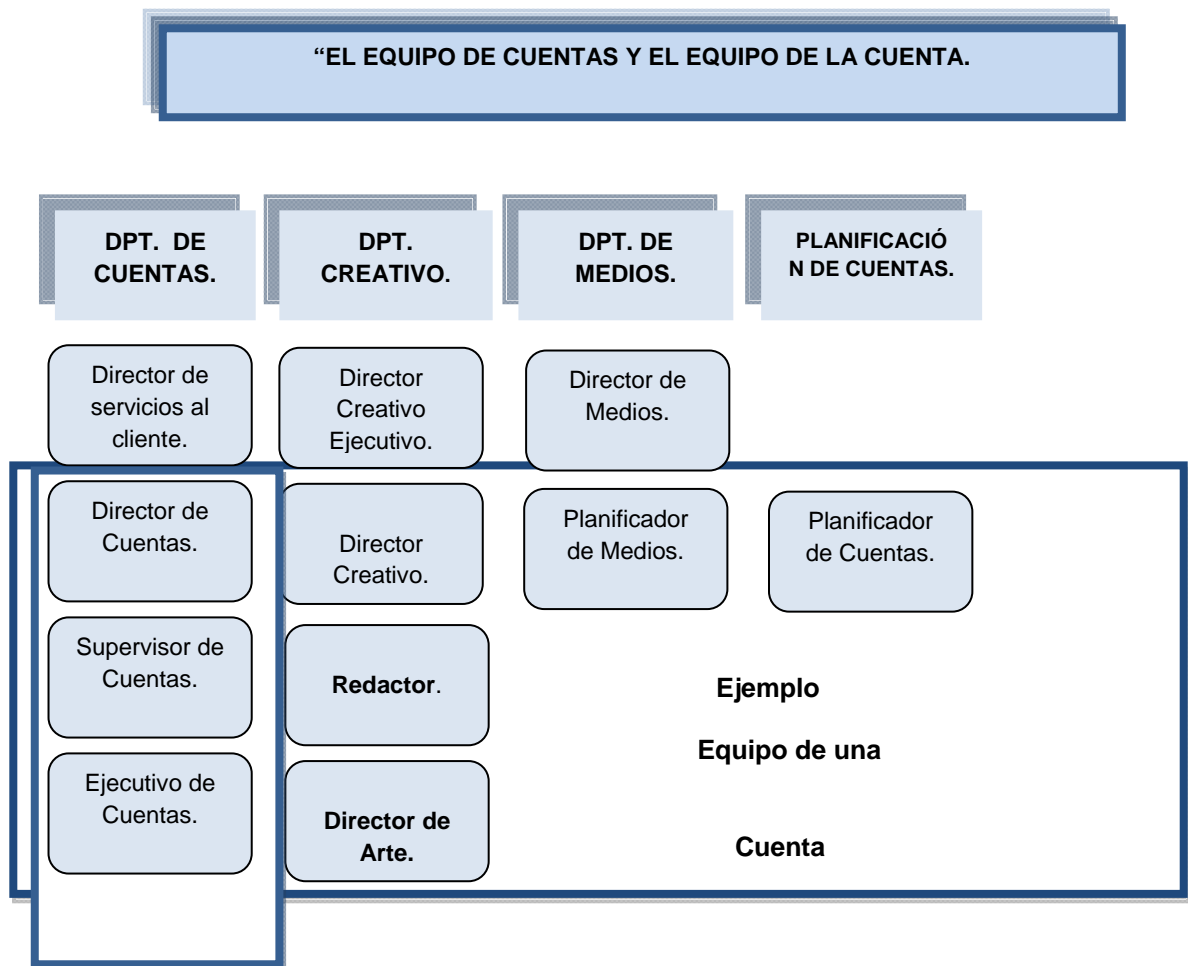 “EL EQUIPO DE CUENTAS Y EL EQUIPO DE LA CUENTA.
DPT. DE
CUENTAS.
DPT.
CREATIVO.
DPT. DE
MEDIOS.
PLANIFICACIÓ
N DE CUENTAS.
Director de
servicios al
cliente.
Director
Creativo
Ejecutivo.
Director de
Medios.
Director de
Cuentas.
Director
Creativo.
Planificador
de Medios.
Planificador
de Cuentas.
Supervisor de
Cuentas.
Redactor.
Ejemplo
Equipo de una
Ejecutivo de
Cuentas.
Director de
Arte.
Cuenta